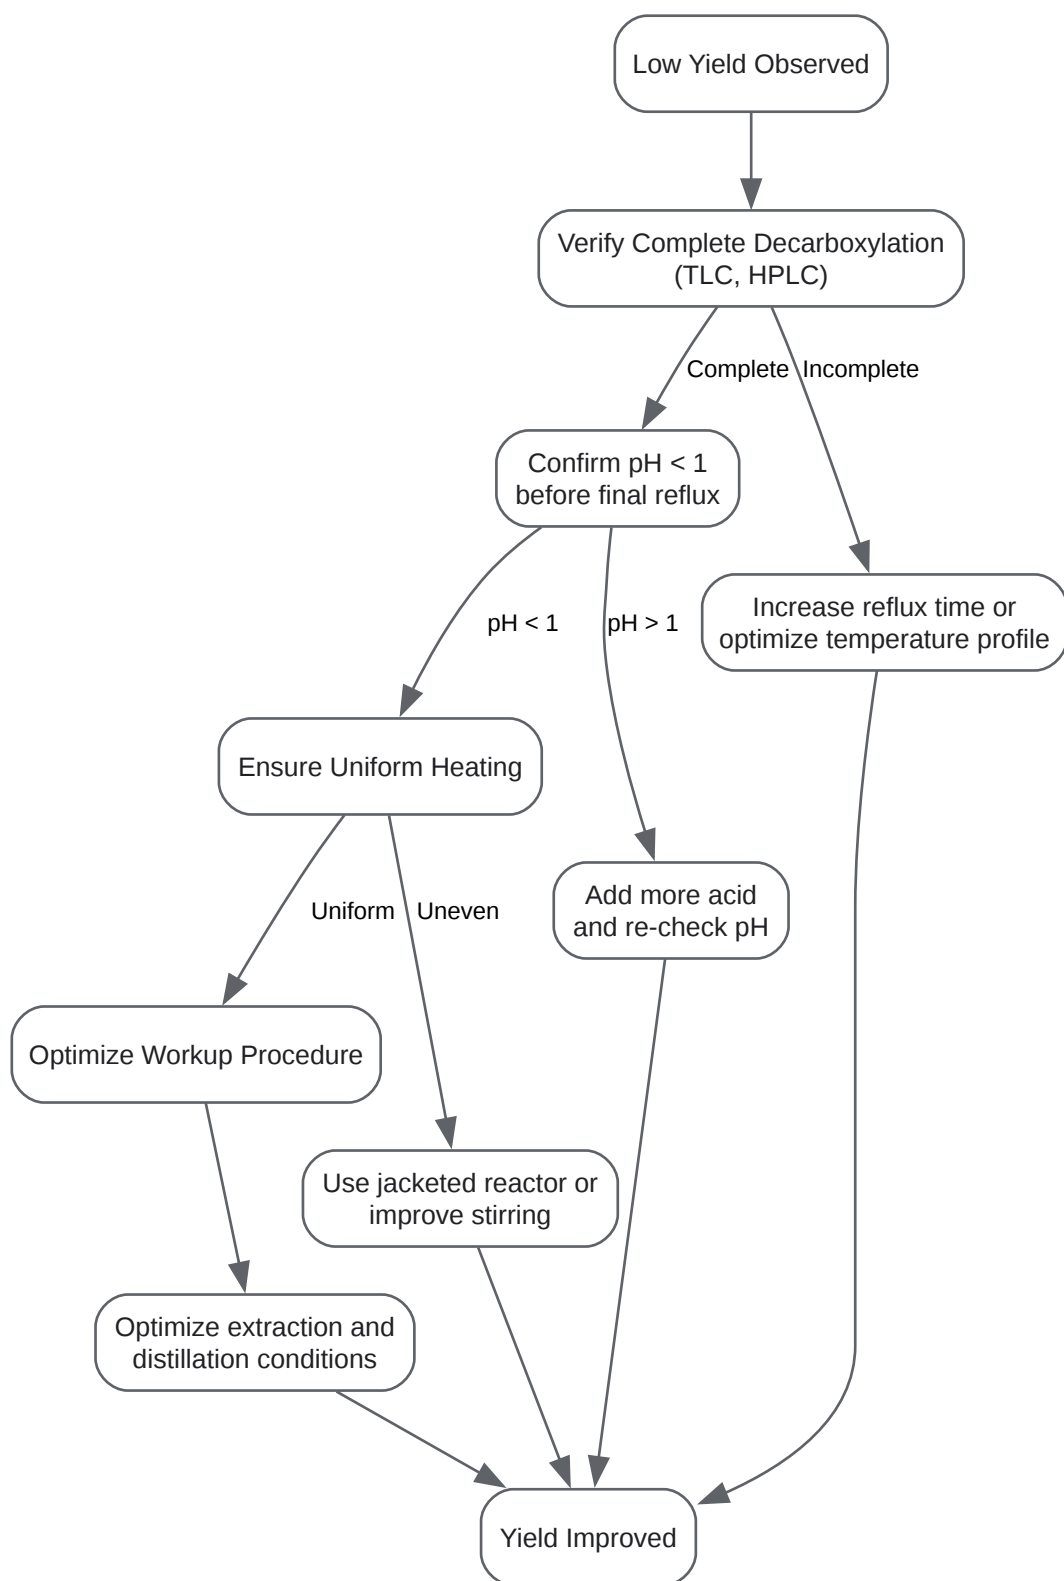 Low Yield Observed
Verify Complete Decarboxylation
(TLC, HPLC)
Complete
Incomplete
Confirm pH < 1
before final reflux
Increase reflux time or
optimize temperature profile
pH < 1
pH > 1
Ensure Uniform Heating
Add more acid
and re-check pH
Uniform
Uneven
Optimize Workup Procedure
Use jacketed reactor or
improve stirring
Optimize extraction and
distillation conditions
Yield Improved